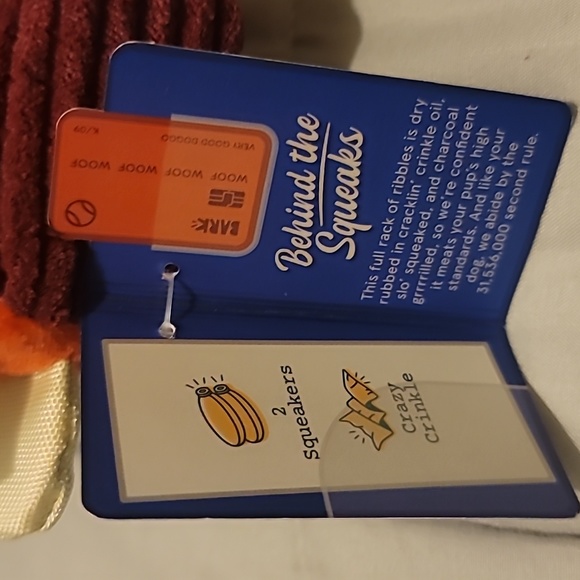 BARK
WOOF WOOF WOOF WOOF
VERY GOOD DOGGO
K/09
Behind the
Squeaks
This full rack of ribbles is dry
rubbed in cracklin' crinkle oil,
slo' squeaked, and charcoal
grrrrilled, so we're confident
it meats your pup's high
standards. And like your
dog, we abide by the
31,536,000 second rule.
2
Squeakers
Crazy
Crinkle